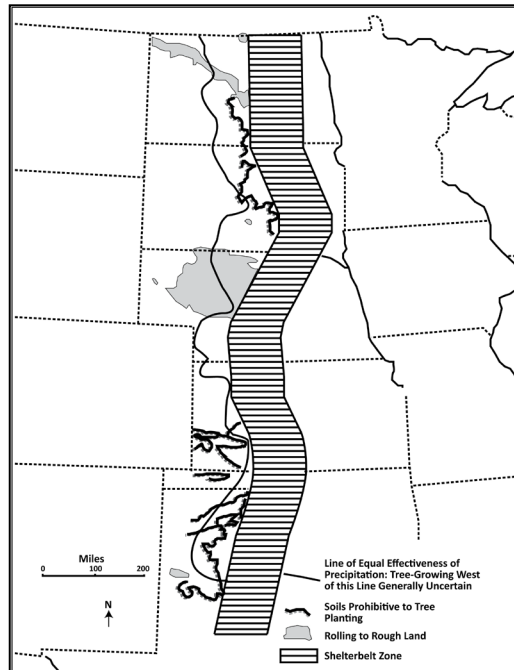 Miles
0 100 200
N
Line of Equal Effectiveness of
Precipitation: Tree-Growing West
of this Line Generally Uncertain
Soils Prohibitive to Tree
Planting
Rolling to Rough Land
Shelterbelt Zone